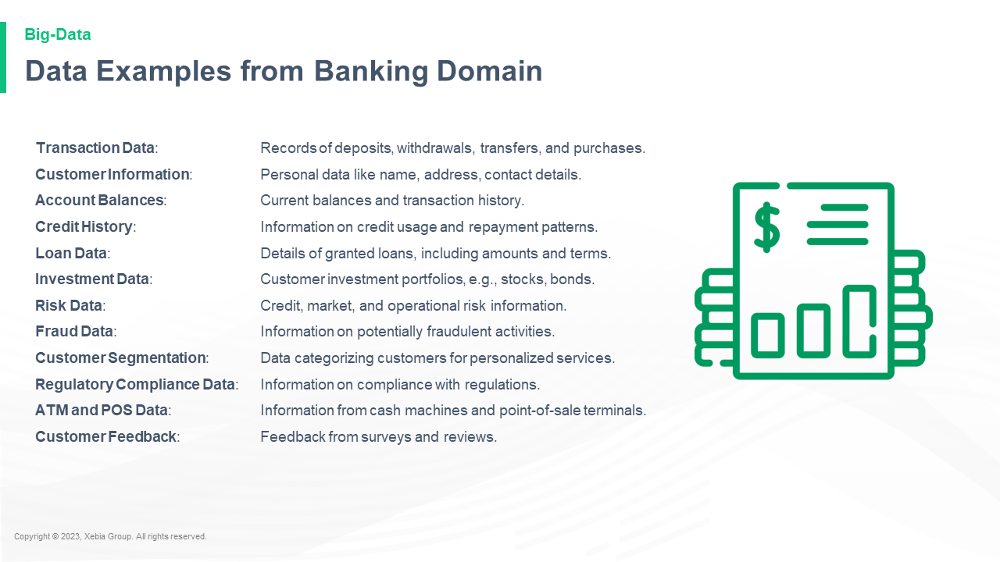 Big-Data
Data Examples from Banking Domain
Transaction Data: Records of deposits, withdrawals, transfers, and purchases.
Customer Information: Personal data like name, address, contact details.
Account Balances: Current balances and transaction history.
Credit History: Information on credit usage and repayment patterns.
Loan Data: Details of granted loans, including amounts and terms.
Investment Data: Customer investment portfolios, e.g., stocks, bonds.
Risk Data: Credit, market, and operational risk information.
Fraud Data: Information on potentially fraudulent activities.
Customer Segmentation: Data categorizing customers for personalized services.
Regulatory Compliance Data: Information on compliance with regulations.
ATM and POS Data: Information from cash machines and point-of-sale terminals.
Customer Feedback: Feedback from surveys and reviews.
$
Copyright © 2023, Xebia Group. All rights reserved.